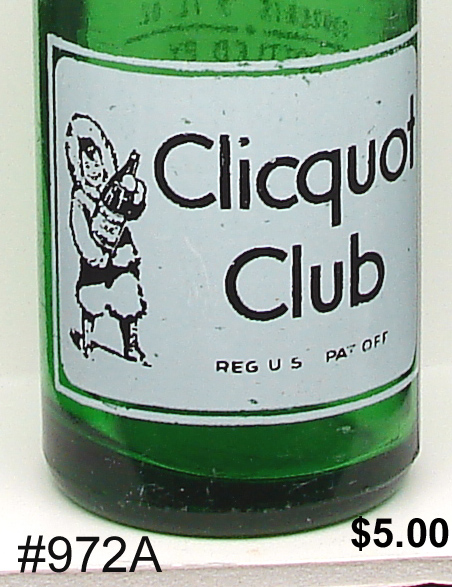 Clicquot
Club
REG U S PAT OFF
$5.00
#972A